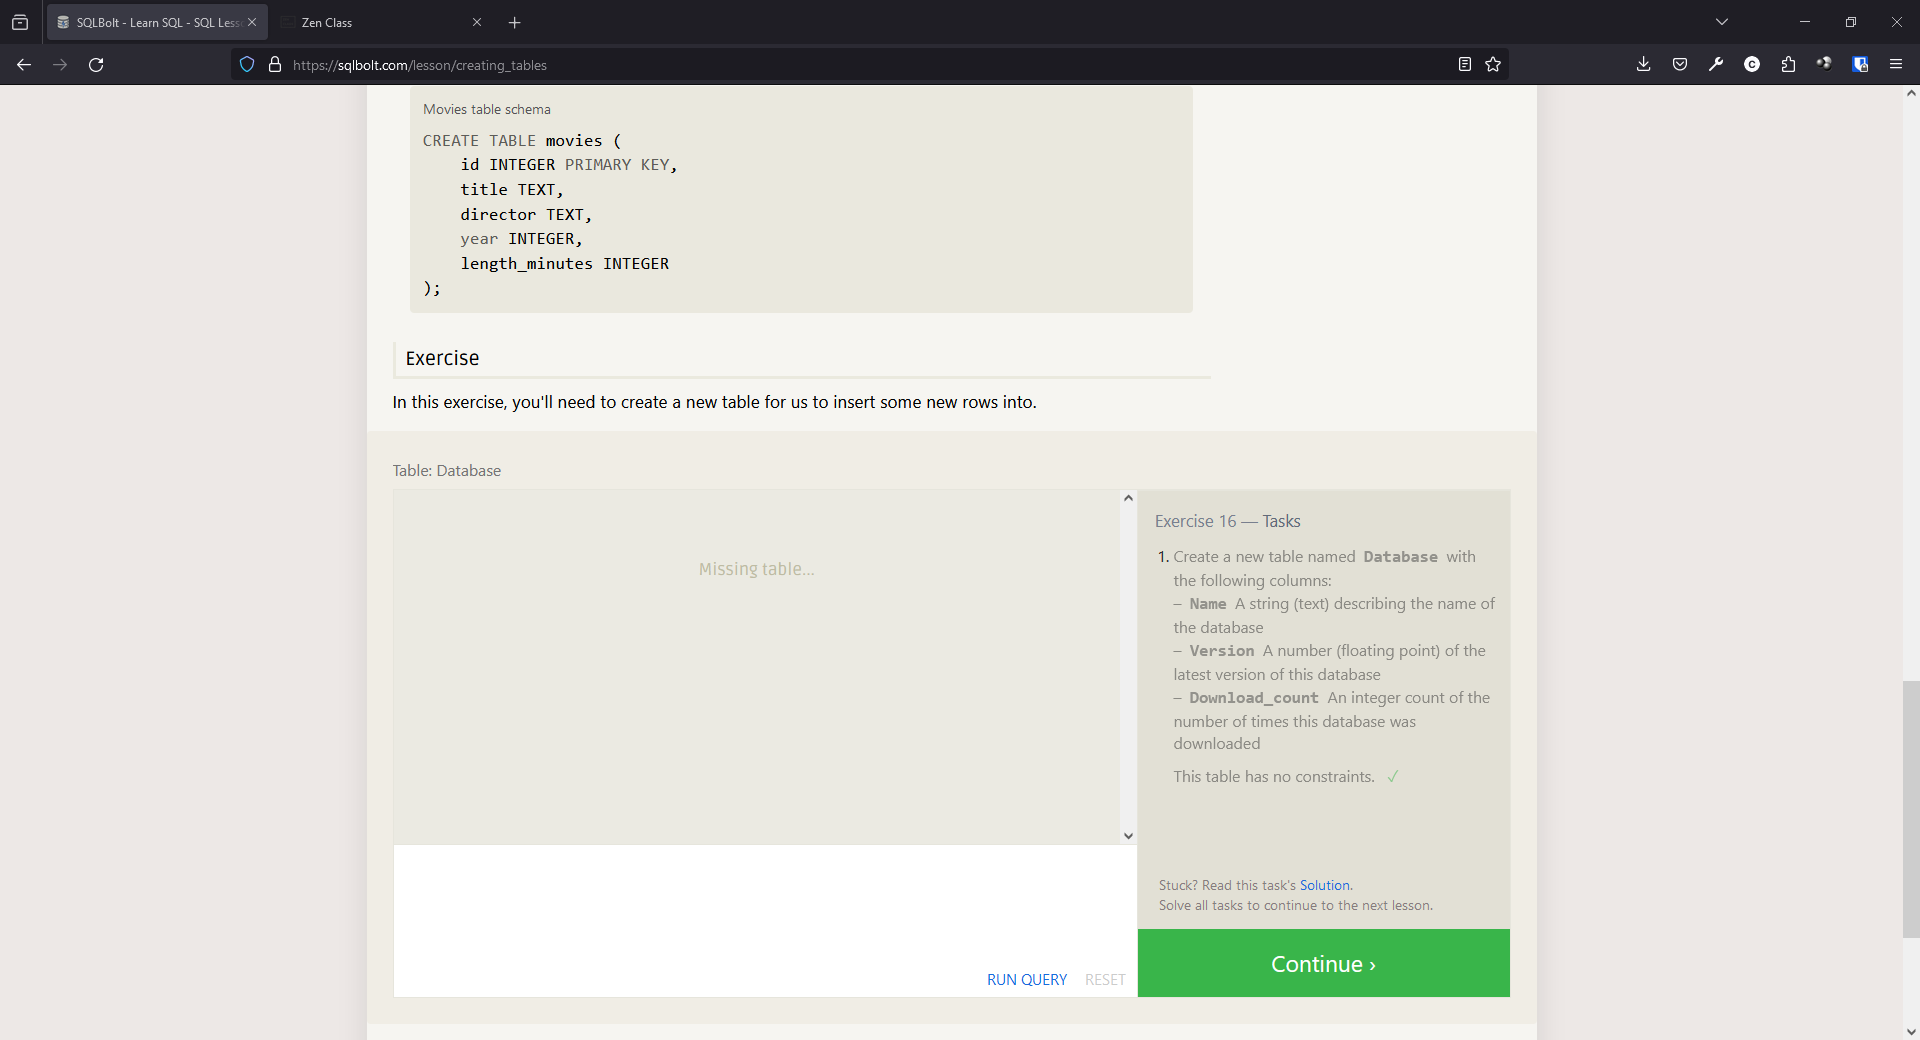 SQLBolt - Learn SQL - SQL Less
Zen Class
https://sqlbolt.com/lesson/creating_tables
Movies table schema
CREATE TABLE movies (
    id INTEGER PRIMARY KEY,
    title TEXT,
    director TEXT,
    year INTEGER,
    length_minutes INTEGER
);
Exercise
In this exercise, you'll need to create a new table for us to insert some new rows into.
Table: Database
Missing table…
RUN QUERY RESET
Exercise 16 — Tasks
1. Create a new table named Database with
the following columns:
– Name A string (text) describing the name of
the database
– Version A number (floating point) of the
latest version of this database
– Download_count An integer count of the
number of times this database was
downloaded
This table has no constraints. ✓
Stuck? Read this task's Solution.
Solve all tasks to continue to the next lesson.
Continue ›